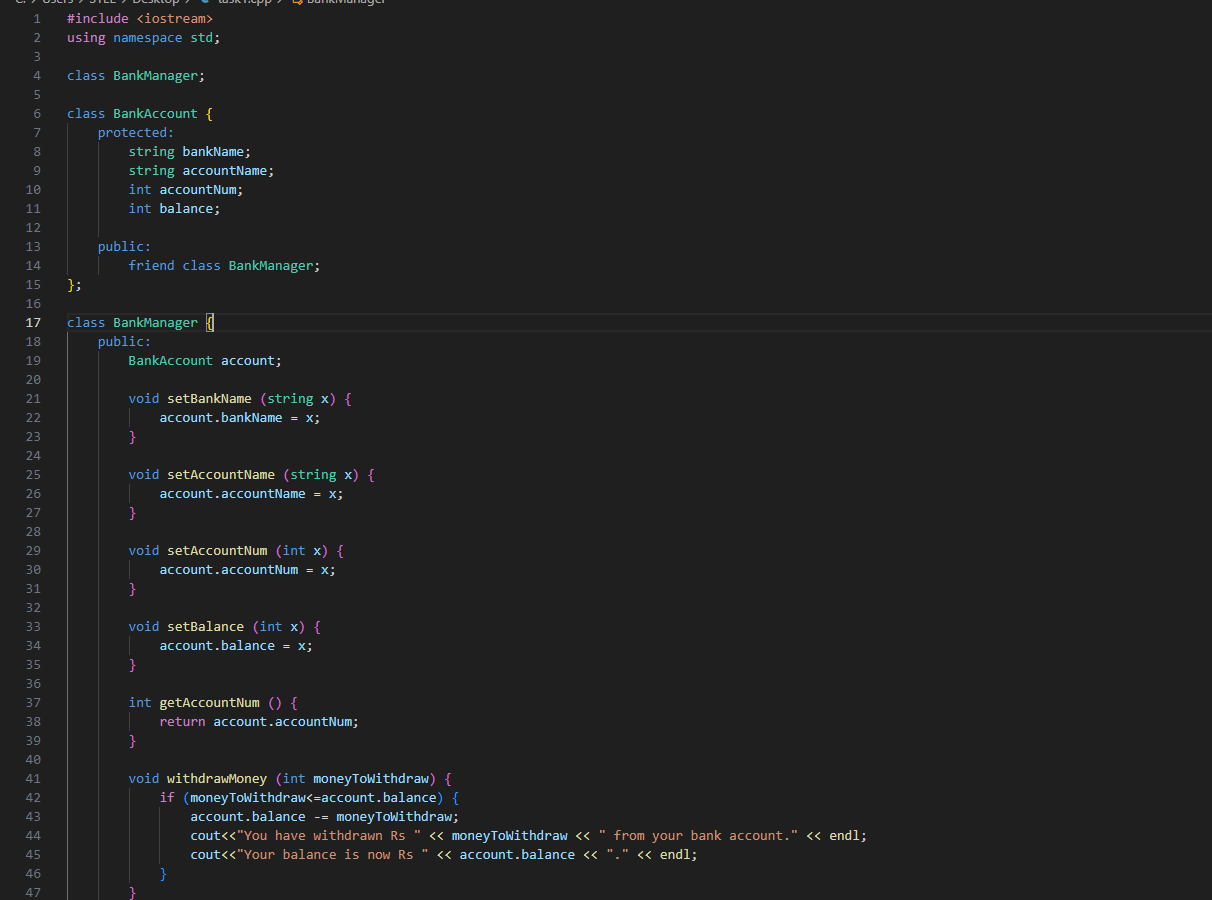 C: > Users > STEE > Desktop > task1.cpp > BankManager
1 #include <iostream>
2 using namespace std;
3
4 class BankManager;
5
6 class BankAccount {
7 protected:
8 string bankName;
9 string accountName;
10 int accountNum;
11 int balance;
12
13 public:
14 friend class BankManager;
15 };
16
17 class BankManager {
18 public:
19 BankAccount account;
20
21 void setBankName (string x) {
22 account.bankName = x;
23 }
24
25 void setAccountName (string x) {
26 account.accountName = x;
27 }
28
29 void setAccountNum (int x) {
30 account.accountNum = x;
31 }
32
33 void setBalance (int x) {
34 account.balance = x;
35 }
36
37 int getAccountNum () {
38 return account.accountNum;
39 }
40
41 void withdrawMoney (int moneyToWithdraw) {
42 if (moneyToWithdraw<=account.balance) {
43 account.balance -= moneyToWithdraw;
44 cout<<"You have withdrawn Rs " << moneyToWithdraw << " from your bank account." << endl;
45 cout<<"Your balance is now Rs " << account.balance << "." << endl;
46 }
47 }